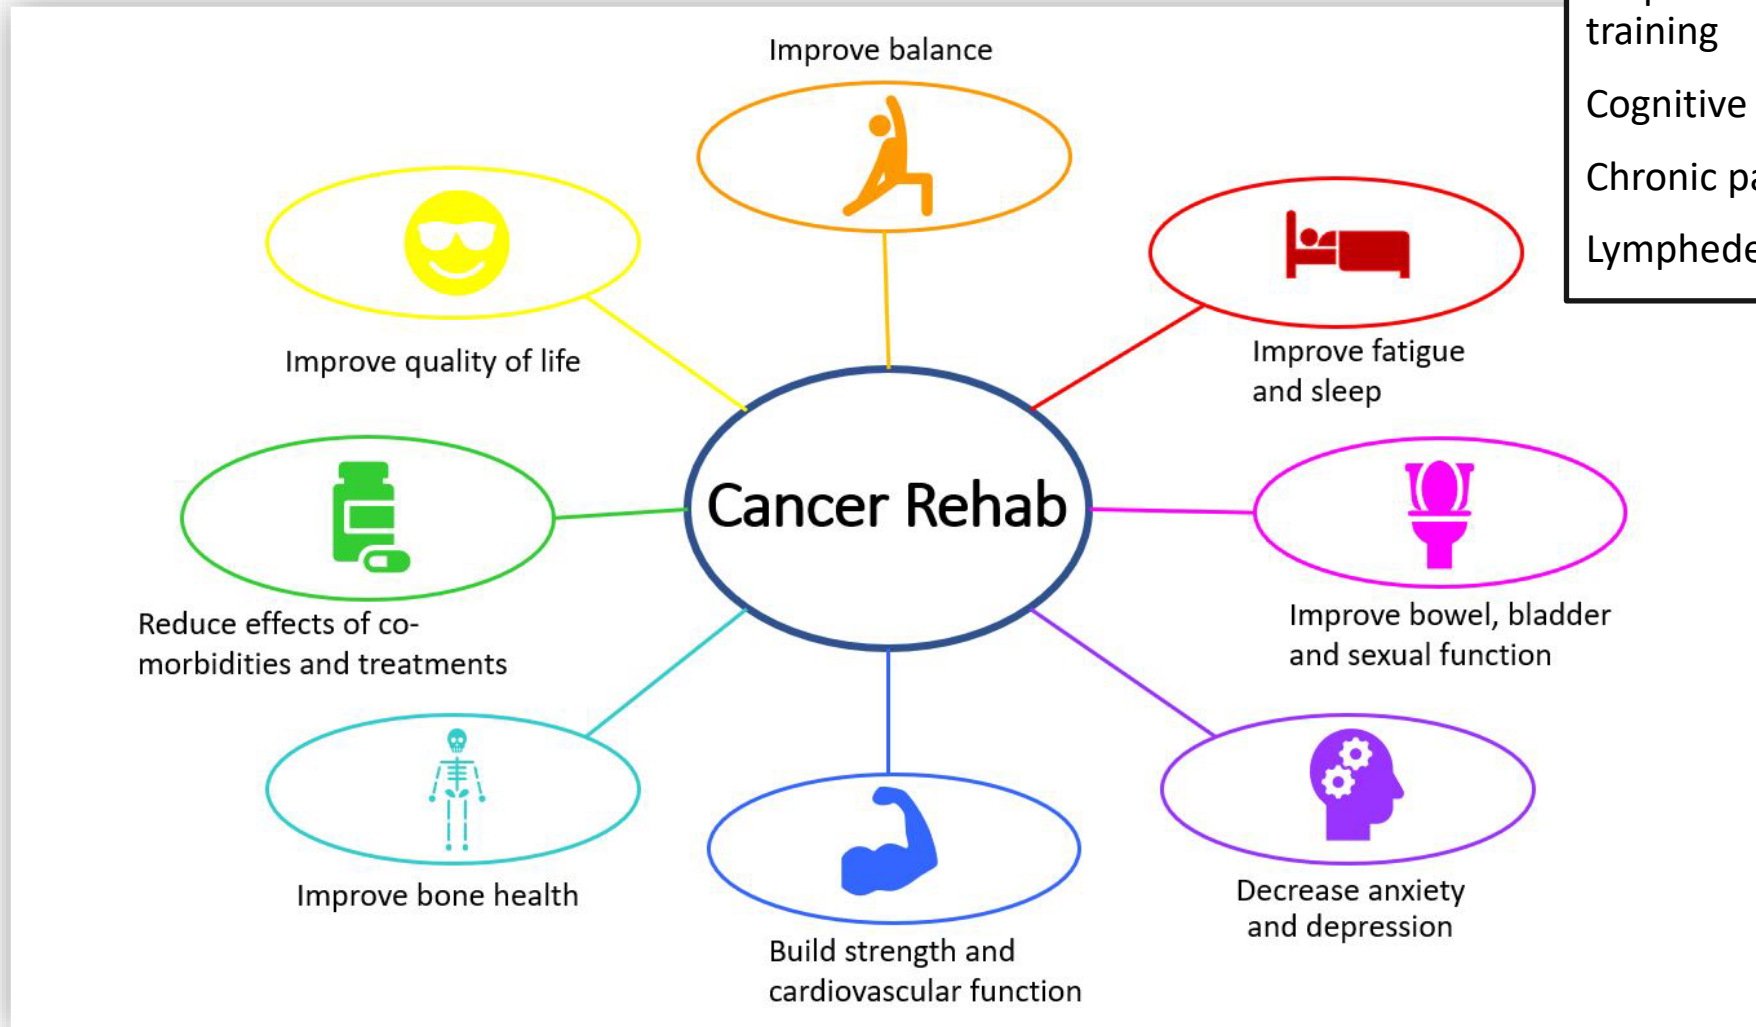 Improve balance
Improve quality of life
Improve fatigue
and sleep
Cancer Rehab
Reduce effects of co-
morbidities and treatments
Improve bowel, bladder
and sexual function
Improve bone health
Build strength and
cardiovascular function
Decrease anxiety
and depression
training
Cognitive
Chronic